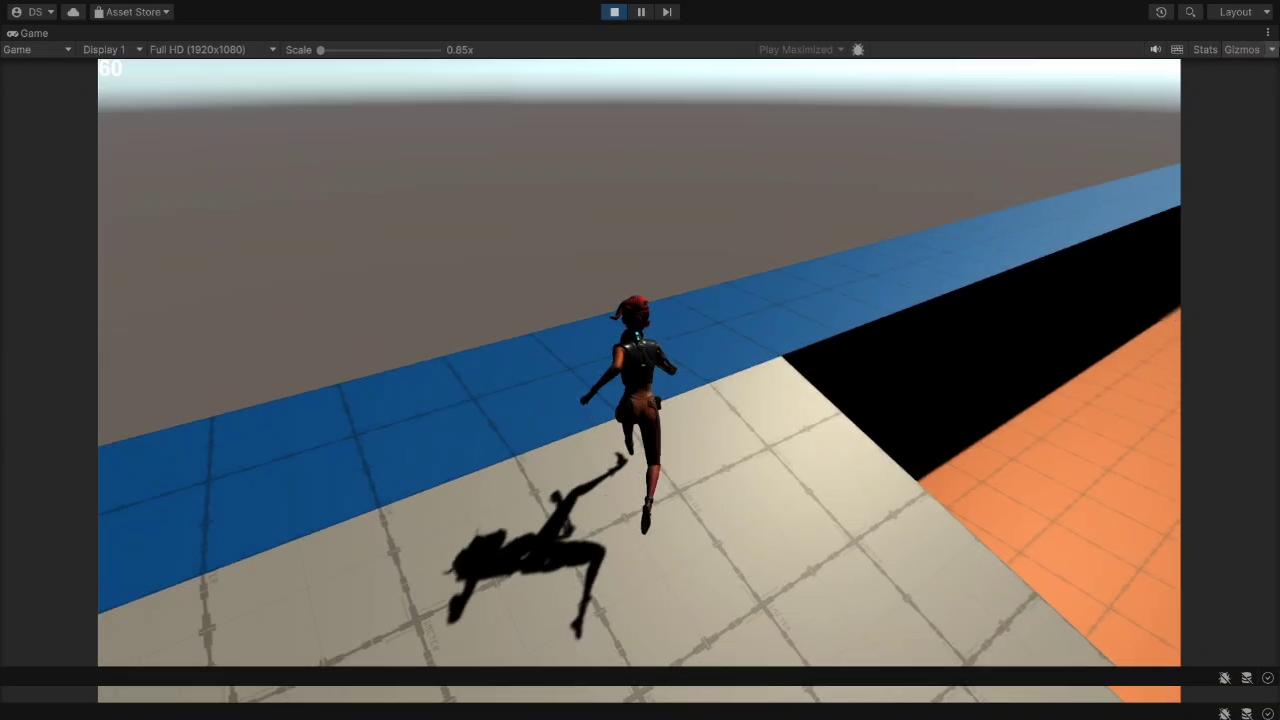 DS Asset Store Layout
Game
Game Display 1 Full HD (1920x1080) Scale 0.85x Play Maximized Stats Gizmos
60